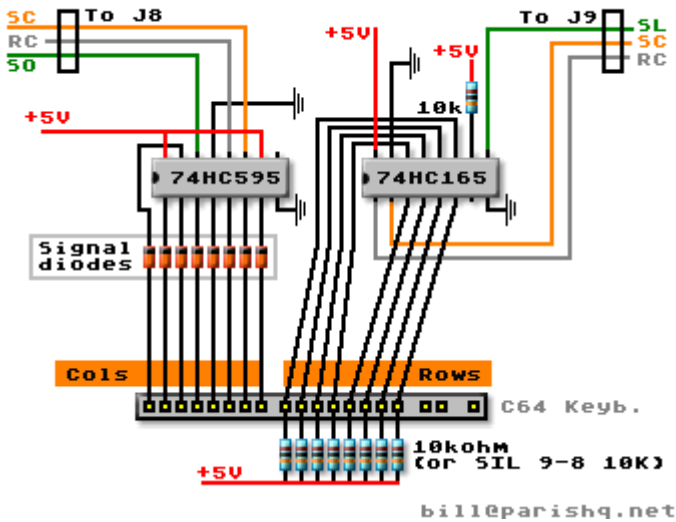 SC
To J8
RC
SO
+5V
74HC595
Signal
diodes
+5V
+5V
10k
To J9
SL
SC
RC
74HC165
Cols
Rows
C64 Keyb.
10kohm
(or SIL 9-8 10K)
+5V
bill@parishq.net